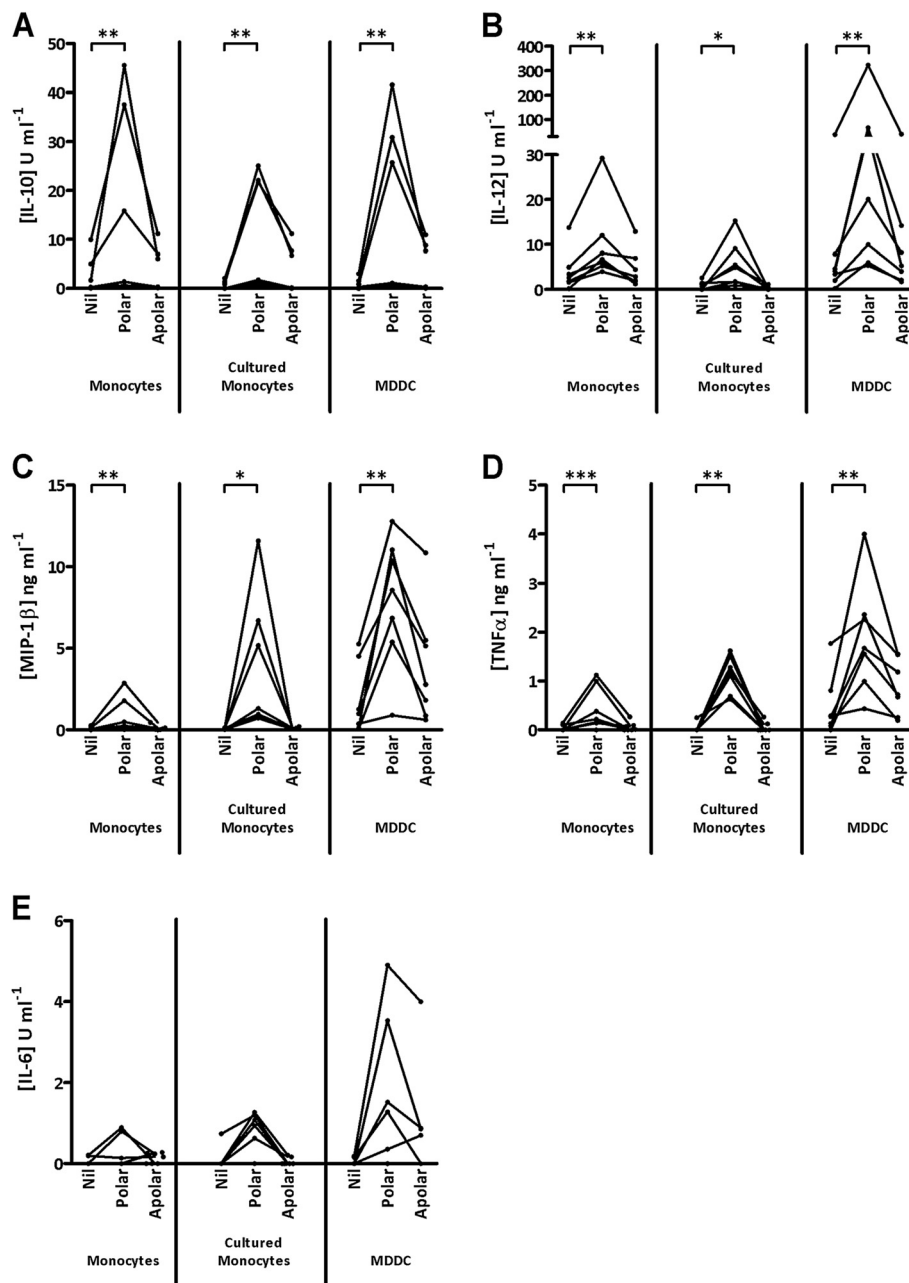 A
[IL-10] U ml⁻¹
50
40
30
20
10
0
** ** **
Nil Polar Apolar Nil Polar Apolar Nil Polar Apolar
Monocytes
Cultured
Monocytes
MDDC
B
[IL-12] U ml⁻¹
400
300
200
100
30
20
10
0
** * **
Nil Polar Apolar Nil Polar Apolar Nil Polar Apolar
Monocytes
Cultured
Monocytes
MDDC
C
[MIP-1β] ng ml⁻¹
15
10
5
0
** * **
Nil Polar Apolar Nil Polar Apolar Nil Polar Apolar
Monocytes
Cultured
Monocytes
MDDC
D
[TNFα] ng ml⁻¹
5
4
3
2
1
0
*** ** **
Nil Polar Apolar Nil Polar Apolar Nil Polar Apolar
Monocytes
Cultured
Monocytes
MDDC
E
[IL-6] U ml⁻¹
6
4
2
0
Nil Polar Apolar Nil Polar Apolar Nil Polar Apolar
Monocytes
Cultured
Monocytes
MDDC